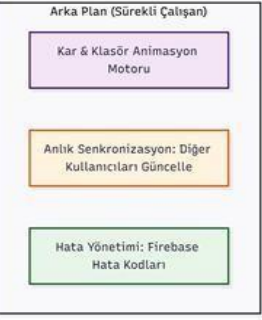 Arka Plan (Sürekli Çalışan)
Kar & Klasör Animasyon
Motoru
Anlık Senkronizasyon: Diğer
Kullanıcıları Güncelle
Hata Yönetimi: Firebase
Hata Kodları